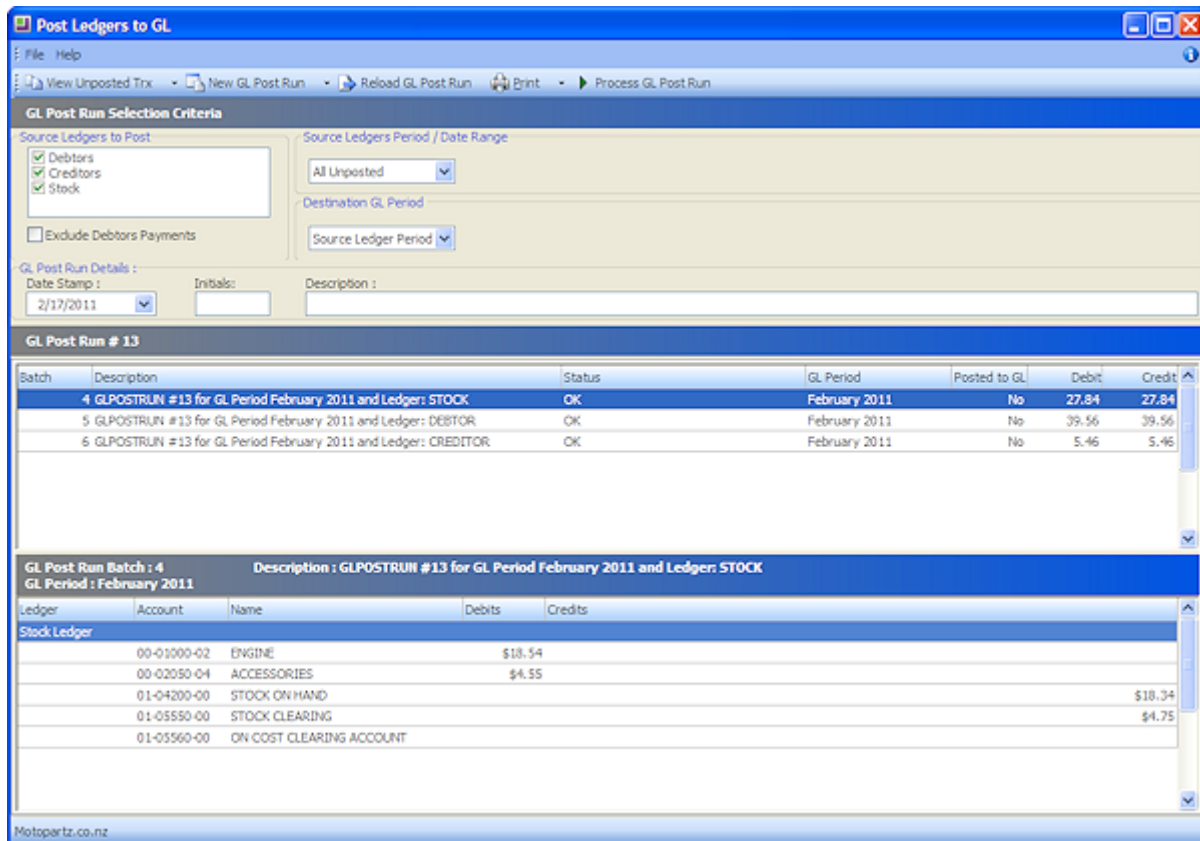 Post Ledgers to GL
File Help
View Unposted Trx New GL Post Run Reload GL Post Run Print Process GL Post Run
GL Post Run Selection Criteria
Source Ledgers to Post Source Ledgers Period / Date Range
Debtors
Creditors
Stock
All Unposted
Destination GL Period
Exclude Debtors Payments
Source Ledger Period
GL Post Run Details :
Date Stamp : Initials: Description :
2/17/2011
GL Post Run # 13
Batch Description Status GL Period Posted to GL Debit Credit
4 GLPOSTRUN #13 for GL Period February 2011 and Ledger: STOCK OK February 2011 No 27.84 27.84
5 GLPOSTRUN #13 for GL Period February 2011 and Ledger: DEBTOR OK February 2011 No 39.56 39.56
6 GLPOSTRUN #13 for GL Period February 2011 and Ledger: CREDITOR OK February 2011 No 5.46 5.46
GL Post Run Batch : 4 Description : GLPOSTRUN #13 for GL Period February 2011 and Ledger: STOCK
GL Period : February 2011
Ledger Account Name Debits Credits
Stock Ledger
00-01000-02 ENGINE $18.54
00-02050-04 ACCESSORIES $4.55
01-04200-00 STOCK ON HAND $18.34
01-05550-00 STOCK CLEARING $4.75
01-05560-00 ON COST CLEARING ACCOUNT
Motopartz.co.nz